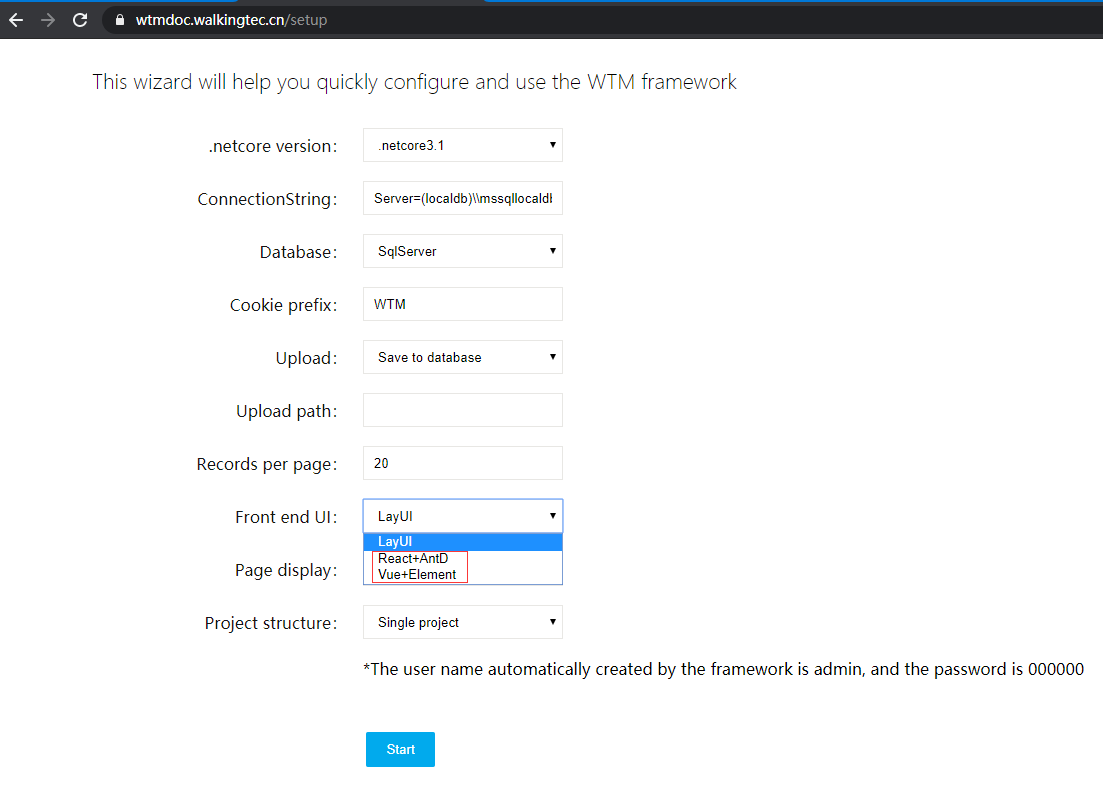 wtmdoc.walkingtec.cn/setup
This wizard will help you quickly configure and use the WTM framework
.netcore version: .netcore3.1
ConnectionString: Server=(localdb)\\mssqllocaldb
Database: SqlServer
Cookie prefix: WTM
Upload: Save to database
Upload path:
Records per page: 20
Front end UI: LayUI
LayUI
React+AntD
Vue+Element
Page display:
Project structure: Single project
*The user name automatically created by the framework is admin, and the password is 000000
Start